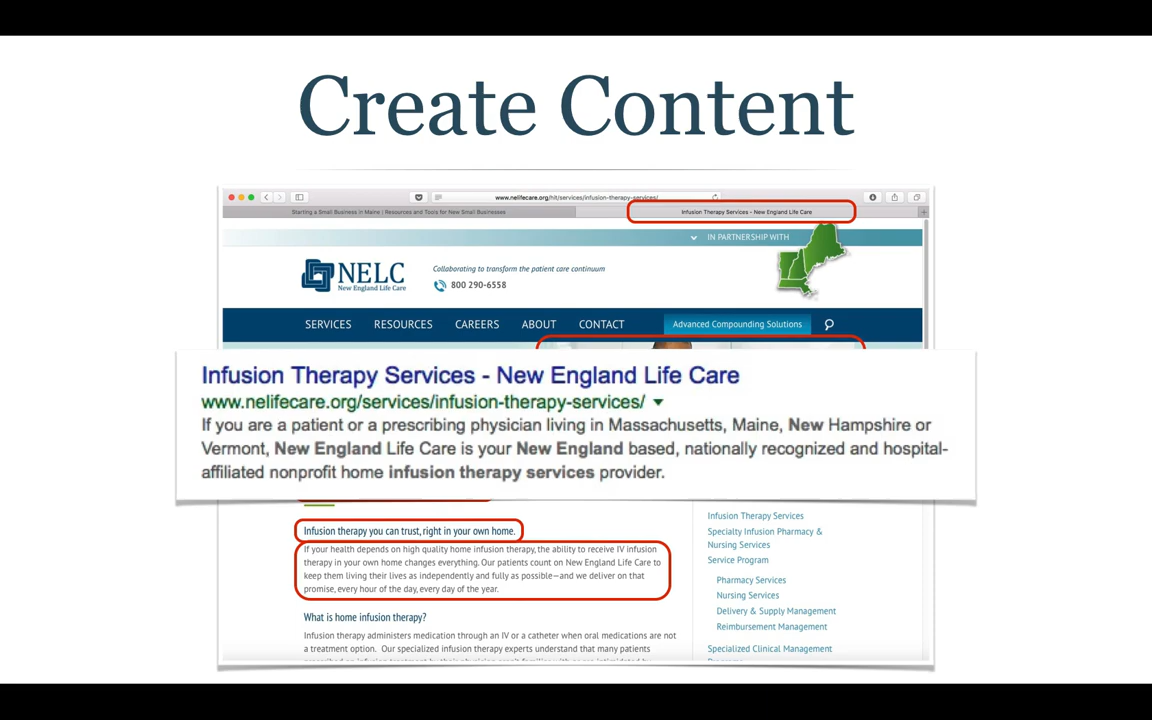 Create Content
www.nelifecare.org/hit/services/infusion-therapy-services/
Starting a Small Business in Maine | Resources and Tools for New Small Businesses
Infusion Therapy Services - New England Life Care
IN PARTNERSHIP WITH
NELC
New England Life Care
Collaborating to transform the patient care continuum
800 290-6558
SERVICES RESOURCES CAREERS ABOUT CONTACT Advanced Compounding Solutions
Infusion Therapy Services - New England Life Care
www.nelifecare.org/services/infusion-therapy-services/
If you are a patient or a prescribing physician living in Massachusetts, Maine, New Hampshire or
Vermont, New England Life Care is your New England based, nationally recognized and hospital-
affiliated nonprofit home infusion therapy services provider.
Infusion therapy you can trust, right in your own home.
If your health depends on high quality home infusion therapy, the ability to receive IV infusion
therapy in your own home changes everything. Our patients count on New England Life Care to
keep them living their lives as independently and fully as possible—and we deliver on that
promise, every hour of the day, every day of the year.
What is home infusion therapy?
Infusion therapy administers medication through an IV or a catheter when oral medications are not
a treatment option. Our specialized infusion therapy experts understand that many patients
Infusion Therapy Services
Specialty Infusion Pharmacy &
Nursing Services
Service Program
Pharmacy Services
Nursing Services
Delivery & Supply Management
Reimbursement Management
Specialized Clinical Management